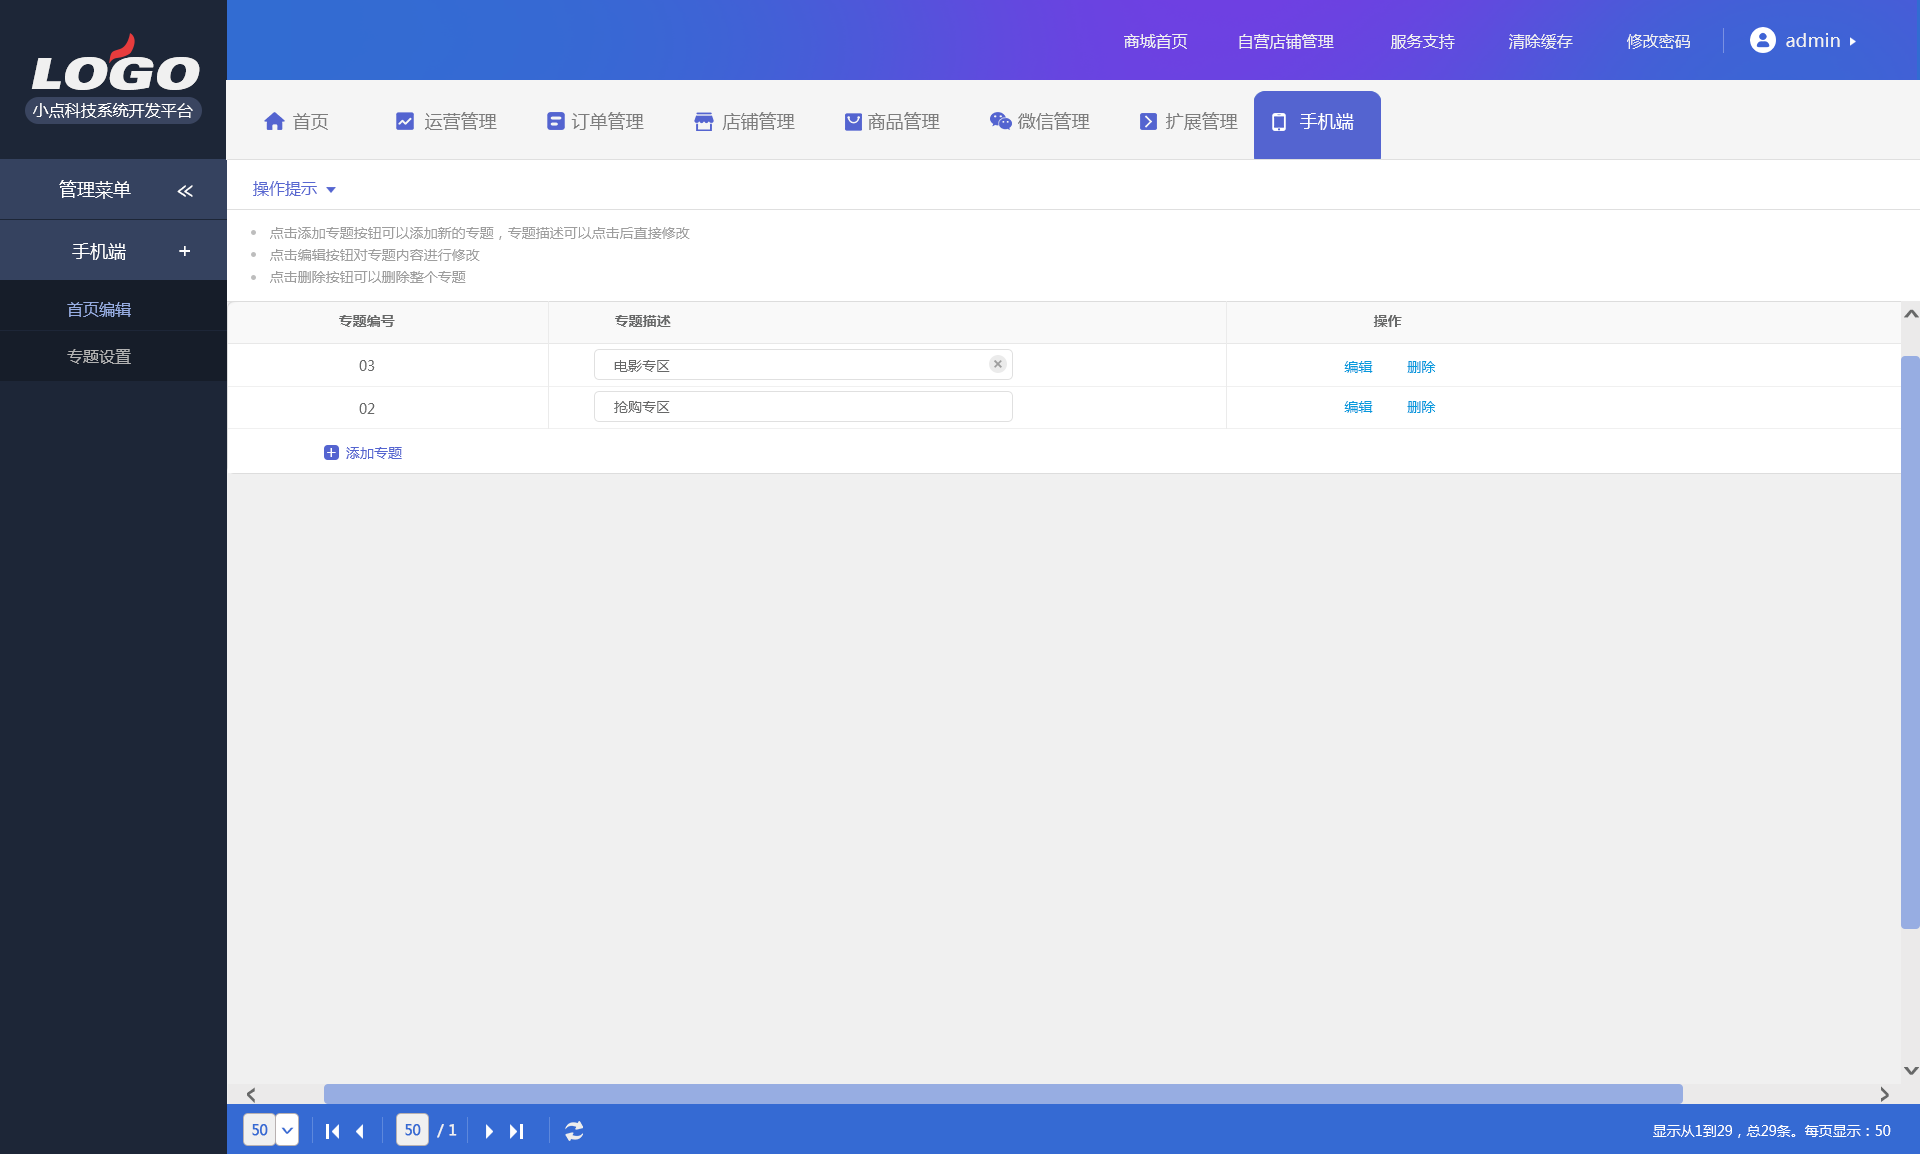 LOGO
小点科技系统开发平台
商城首页 自营店铺管理 服务支持 清除缓存 修改密码 admin
首页 运营管理 订单管理 店铺管理 商品管理 微信管理 扩展管理 手机端
管理菜单
手机端
首页编辑
专题设置
操作提示
点击添加专题按钮可以添加新的专题，专题描述可以点击后直接修改
点击编辑按钮对专题内容进行修改
点击删除按钮可以删除整个专题
专题编号 专题描述 操作
03 电影专区 编辑 删除
02 抢购专区 编辑 删除
添加专题
50 50 / 1 显示从1到29，总29条。每页显示：50